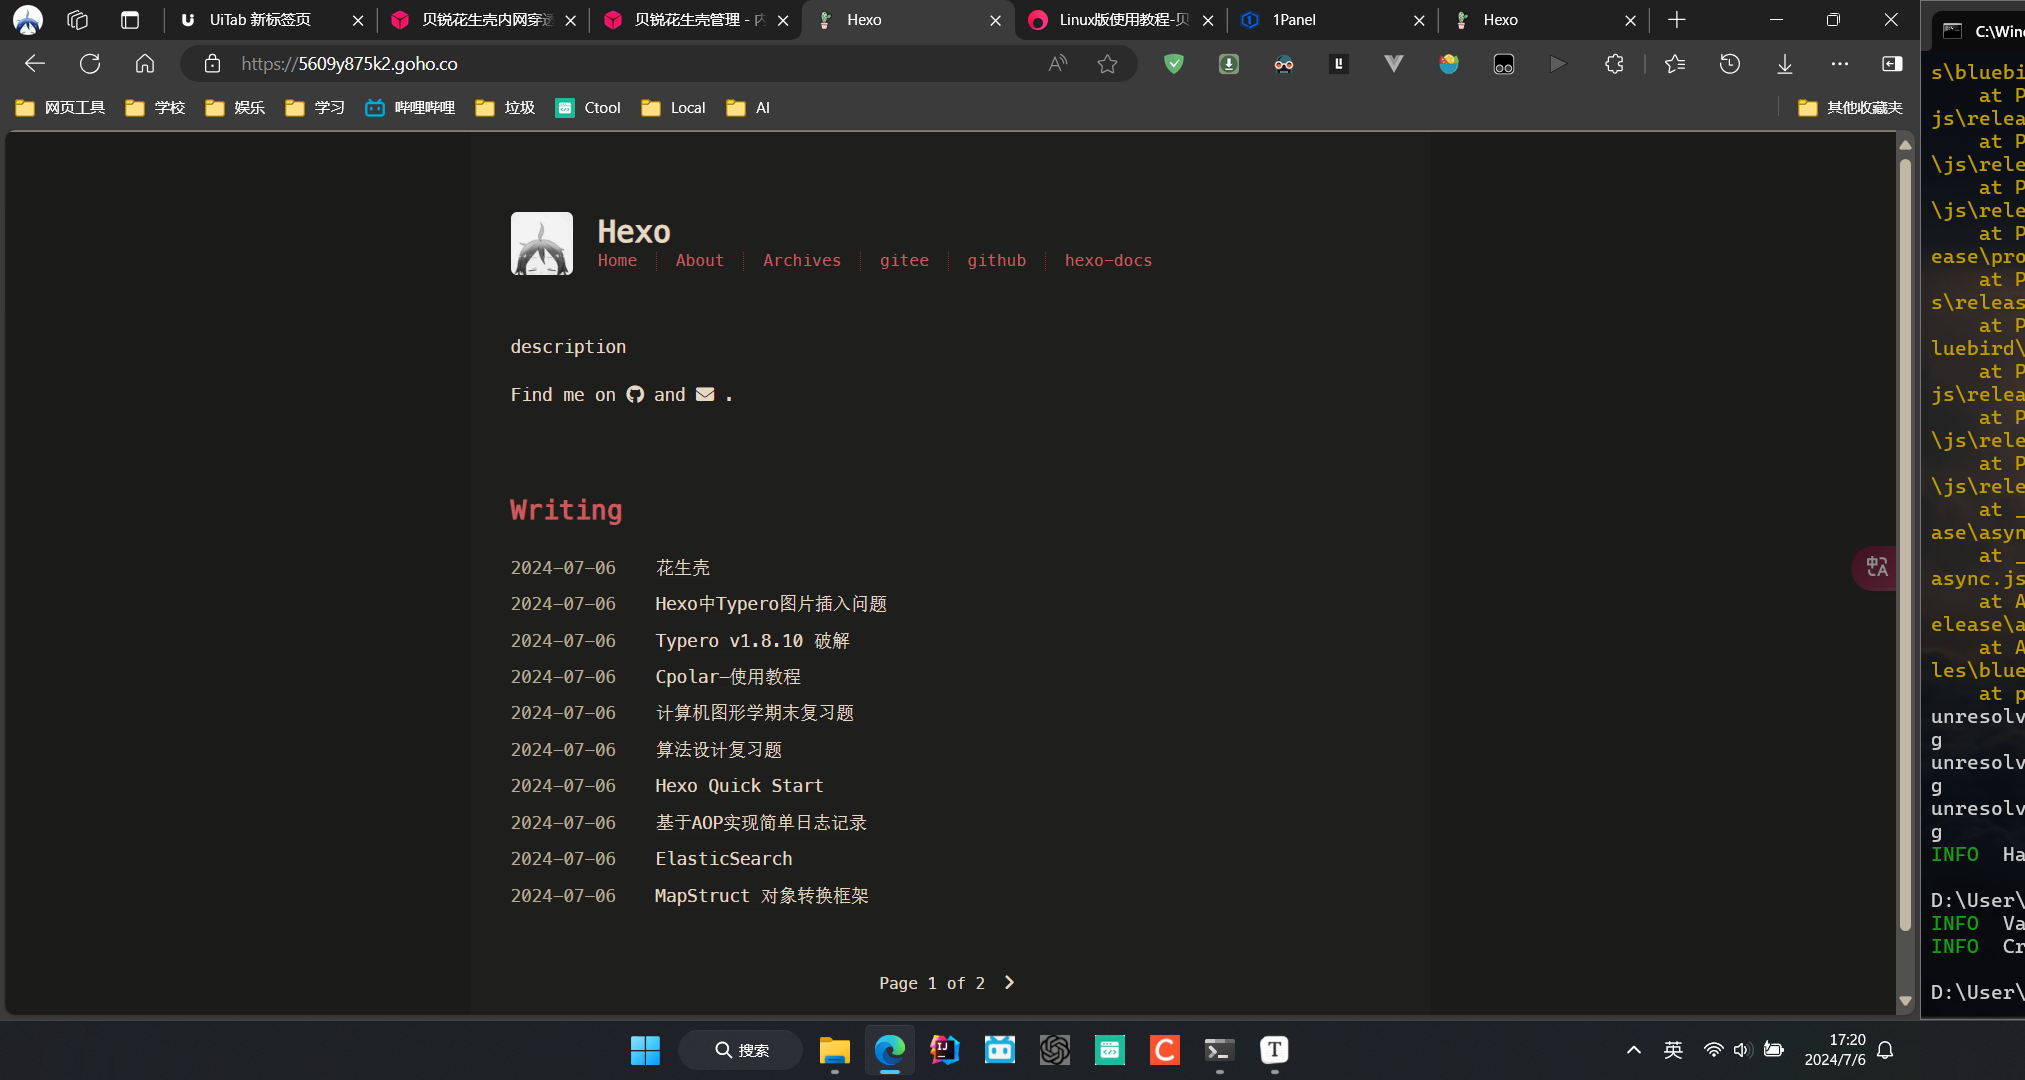 UiTab 新标签页
贝锐花生壳内网穿透
贝锐花生壳管理 - 内
Hexo
Linux版使用教程-贝
1Panel
Hexo
C:\Win
https://5609y875k2.goho.co
网页工具
学校
娱乐
学习
哔哩哔哩
垃圾
Ctool
Local
AI
其他收藏夹
Hexo
Home
About
Archives
gitee
github
hexo-docs
description
Find me on and .
Writing
2024-07-06 花生壳
2024-07-06 Hexo中Typero图片插入问题
2024-07-06 Typero v1.8.10 破解
2024-07-06 Cpolar-使用教程
2024-07-06 计算机图形学期末复习题
2024-07-06 算法设计复习题
2024-07-06 Hexo Quick Start
2024-07-06 基于AOP实现简单日志记录
2024-07-06 ElasticSearch
2024-07-06 MapStruct 对象转换框架
Page 1 of 2
s\bluebi
at P
js\relea
at P
\js\rele
at P
\js\rele
at P
ease\pro
at P
s\releas
at P
luebird\
at P
js\relea
at P
\js\rele
at P
\js\rele
at _
ase\asyn
at _
async.js
at A
elease\a
at A
les\blue
at p
unresolv
g
unresolv
g
unresolv
g
INFO Ha
D:\User\
INFO Va
INFO Cr
D:\User\
搜索
英
17:20
2024/7/6